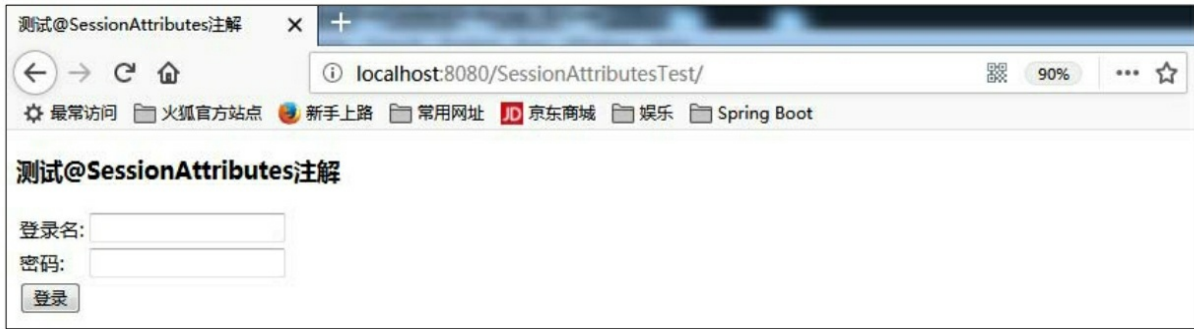 测试@SessionAttributes注解
localhost:8080/SessionAttributesTest/ 90%
最常访问 火狐官方站点 新手上路 常用网址 JD 京东商城 娱乐 Spring Boot
测试@SessionAttributes注解
登录名:
密码:
登录